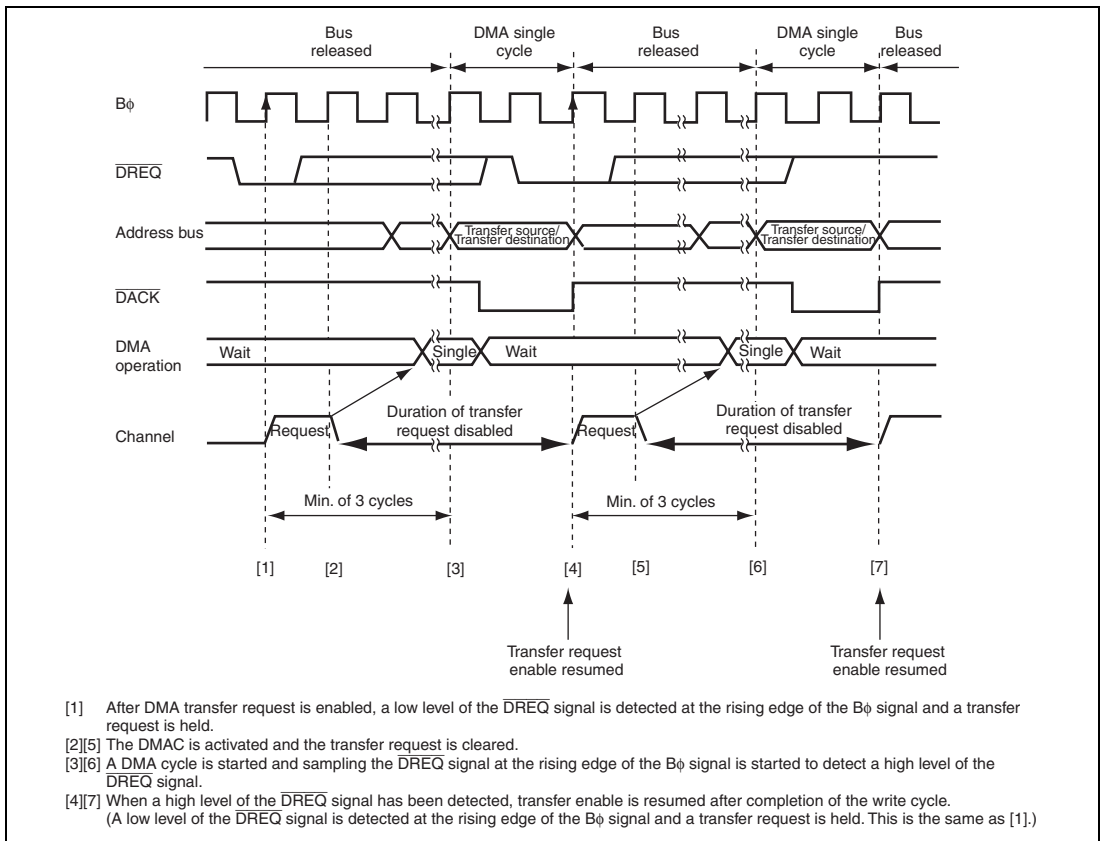 Bus released
DMA single cycle
Bus released
DMA single cycle
Bus released
Bϕ
DREQ
Address bus
Transfer source/
Transfer destination
Transfer source/
Transfer destination
DACK
DMA operation
Wait
Single
Wait
Single
Wait
Channel
Request
Duration of transfer request disabled
Request
Duration of transfer request disabled
Min. of 3 cycles
Min. of 3 cycles
[1]
[2]
[3]
[4]
[5]
[6]
[7]
Transfer request enable resumed
Transfer request enable resumed
[1] After DMA transfer request is enabled, a low level of the DREQ signal is detected at the rising edge of the Bϕ signal and a transfer
request is held.
[2][5] The DMAC is activated and the transfer request is cleared.
[3][6] A DMA cycle is started and sampling the DREQ signal at the rising edge of the Bϕ signal is started to detect a high level of the
DREQ signal.
[4][7] When a high level of the DREQ signal has been detected, transfer enable is resumed after completion of the write cycle.
(A low level of the DREQ signal is detected at the rising edge of the Bϕ signal and a transfer request is held. This is the same as [1].)